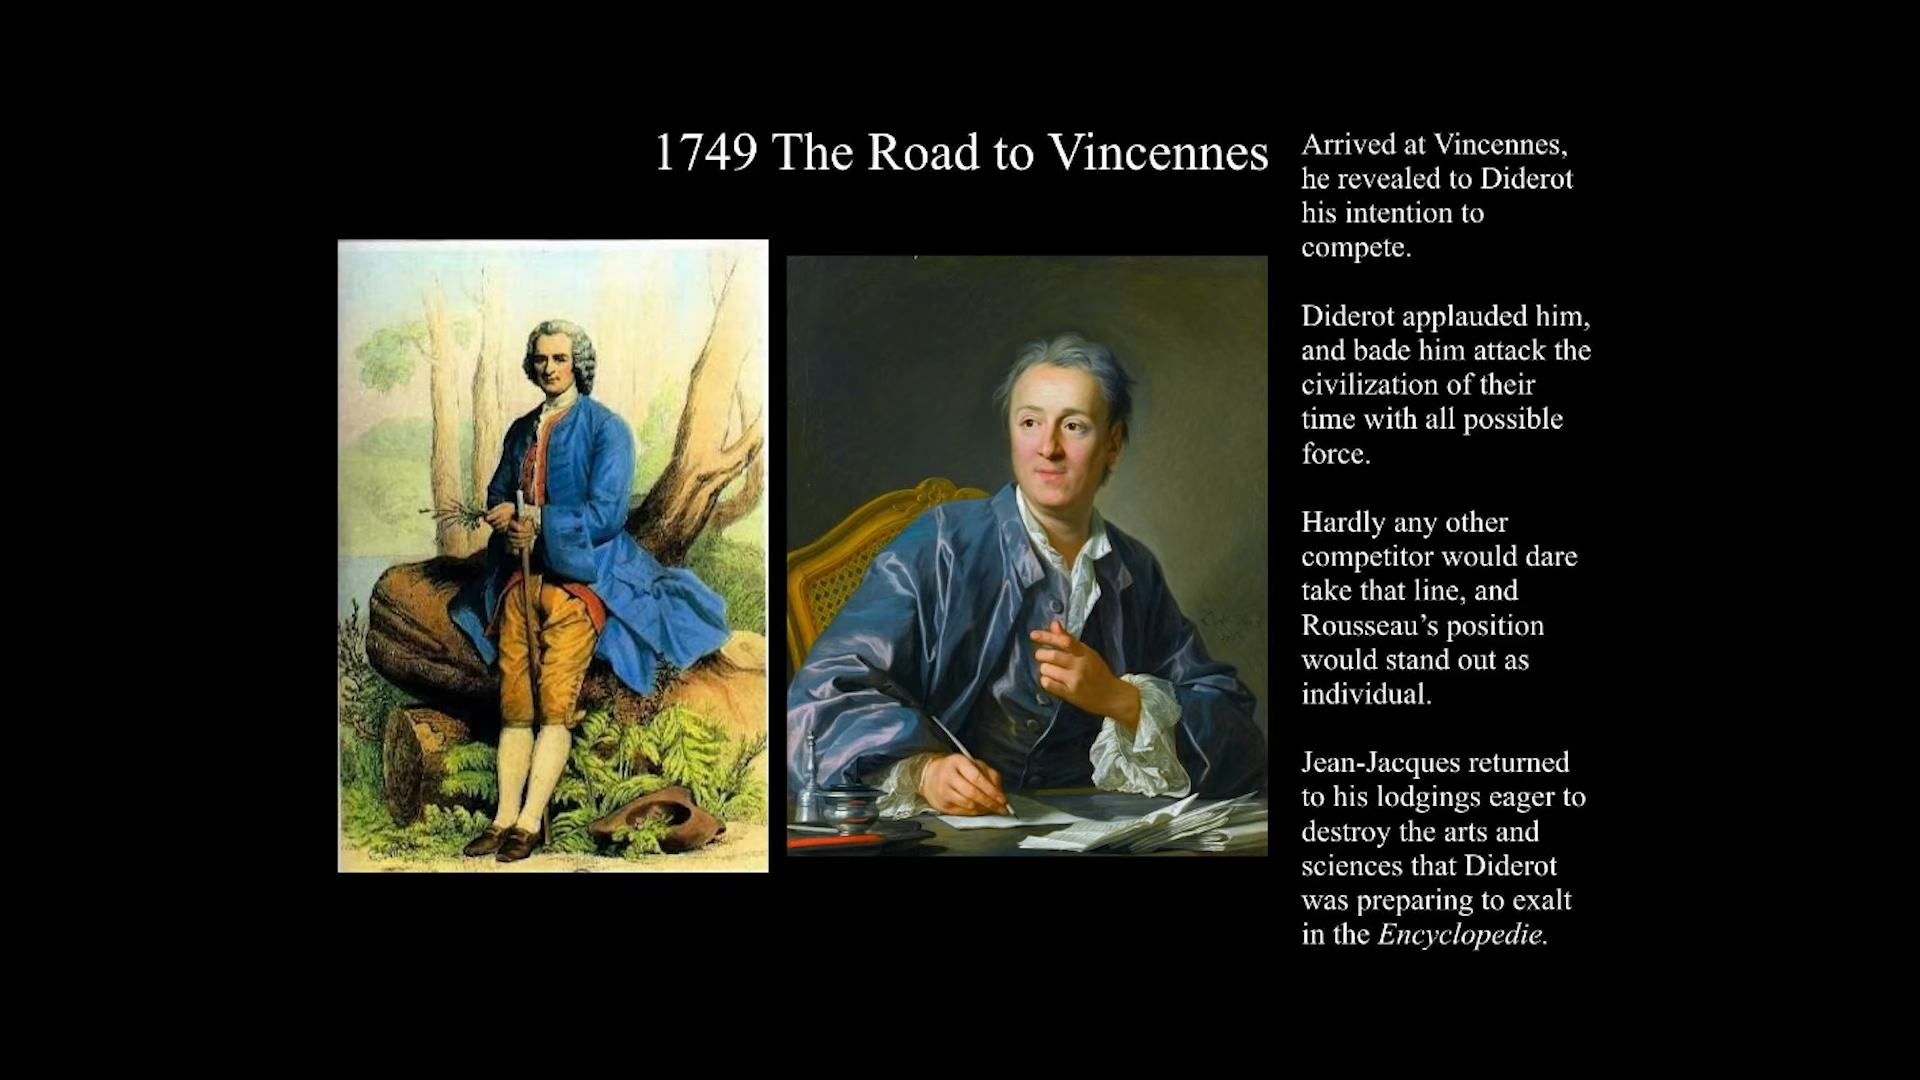 1749 The Road to Vincennes
Arrived at Vincennes,
he revealed to Diderot
his intention to
compete.
Diderot applauded him,
and bade him attack the
civilization of their
time with all possible
force.
Hardly any other
competitor would dare
take that line, and
Rousseau’s position
would stand out as
individual.
Jean-Jacques returned
to his lodgings eager to
destroy the arts and
sciences that Diderot
was preparing to exalt
in the Encyclopedie.